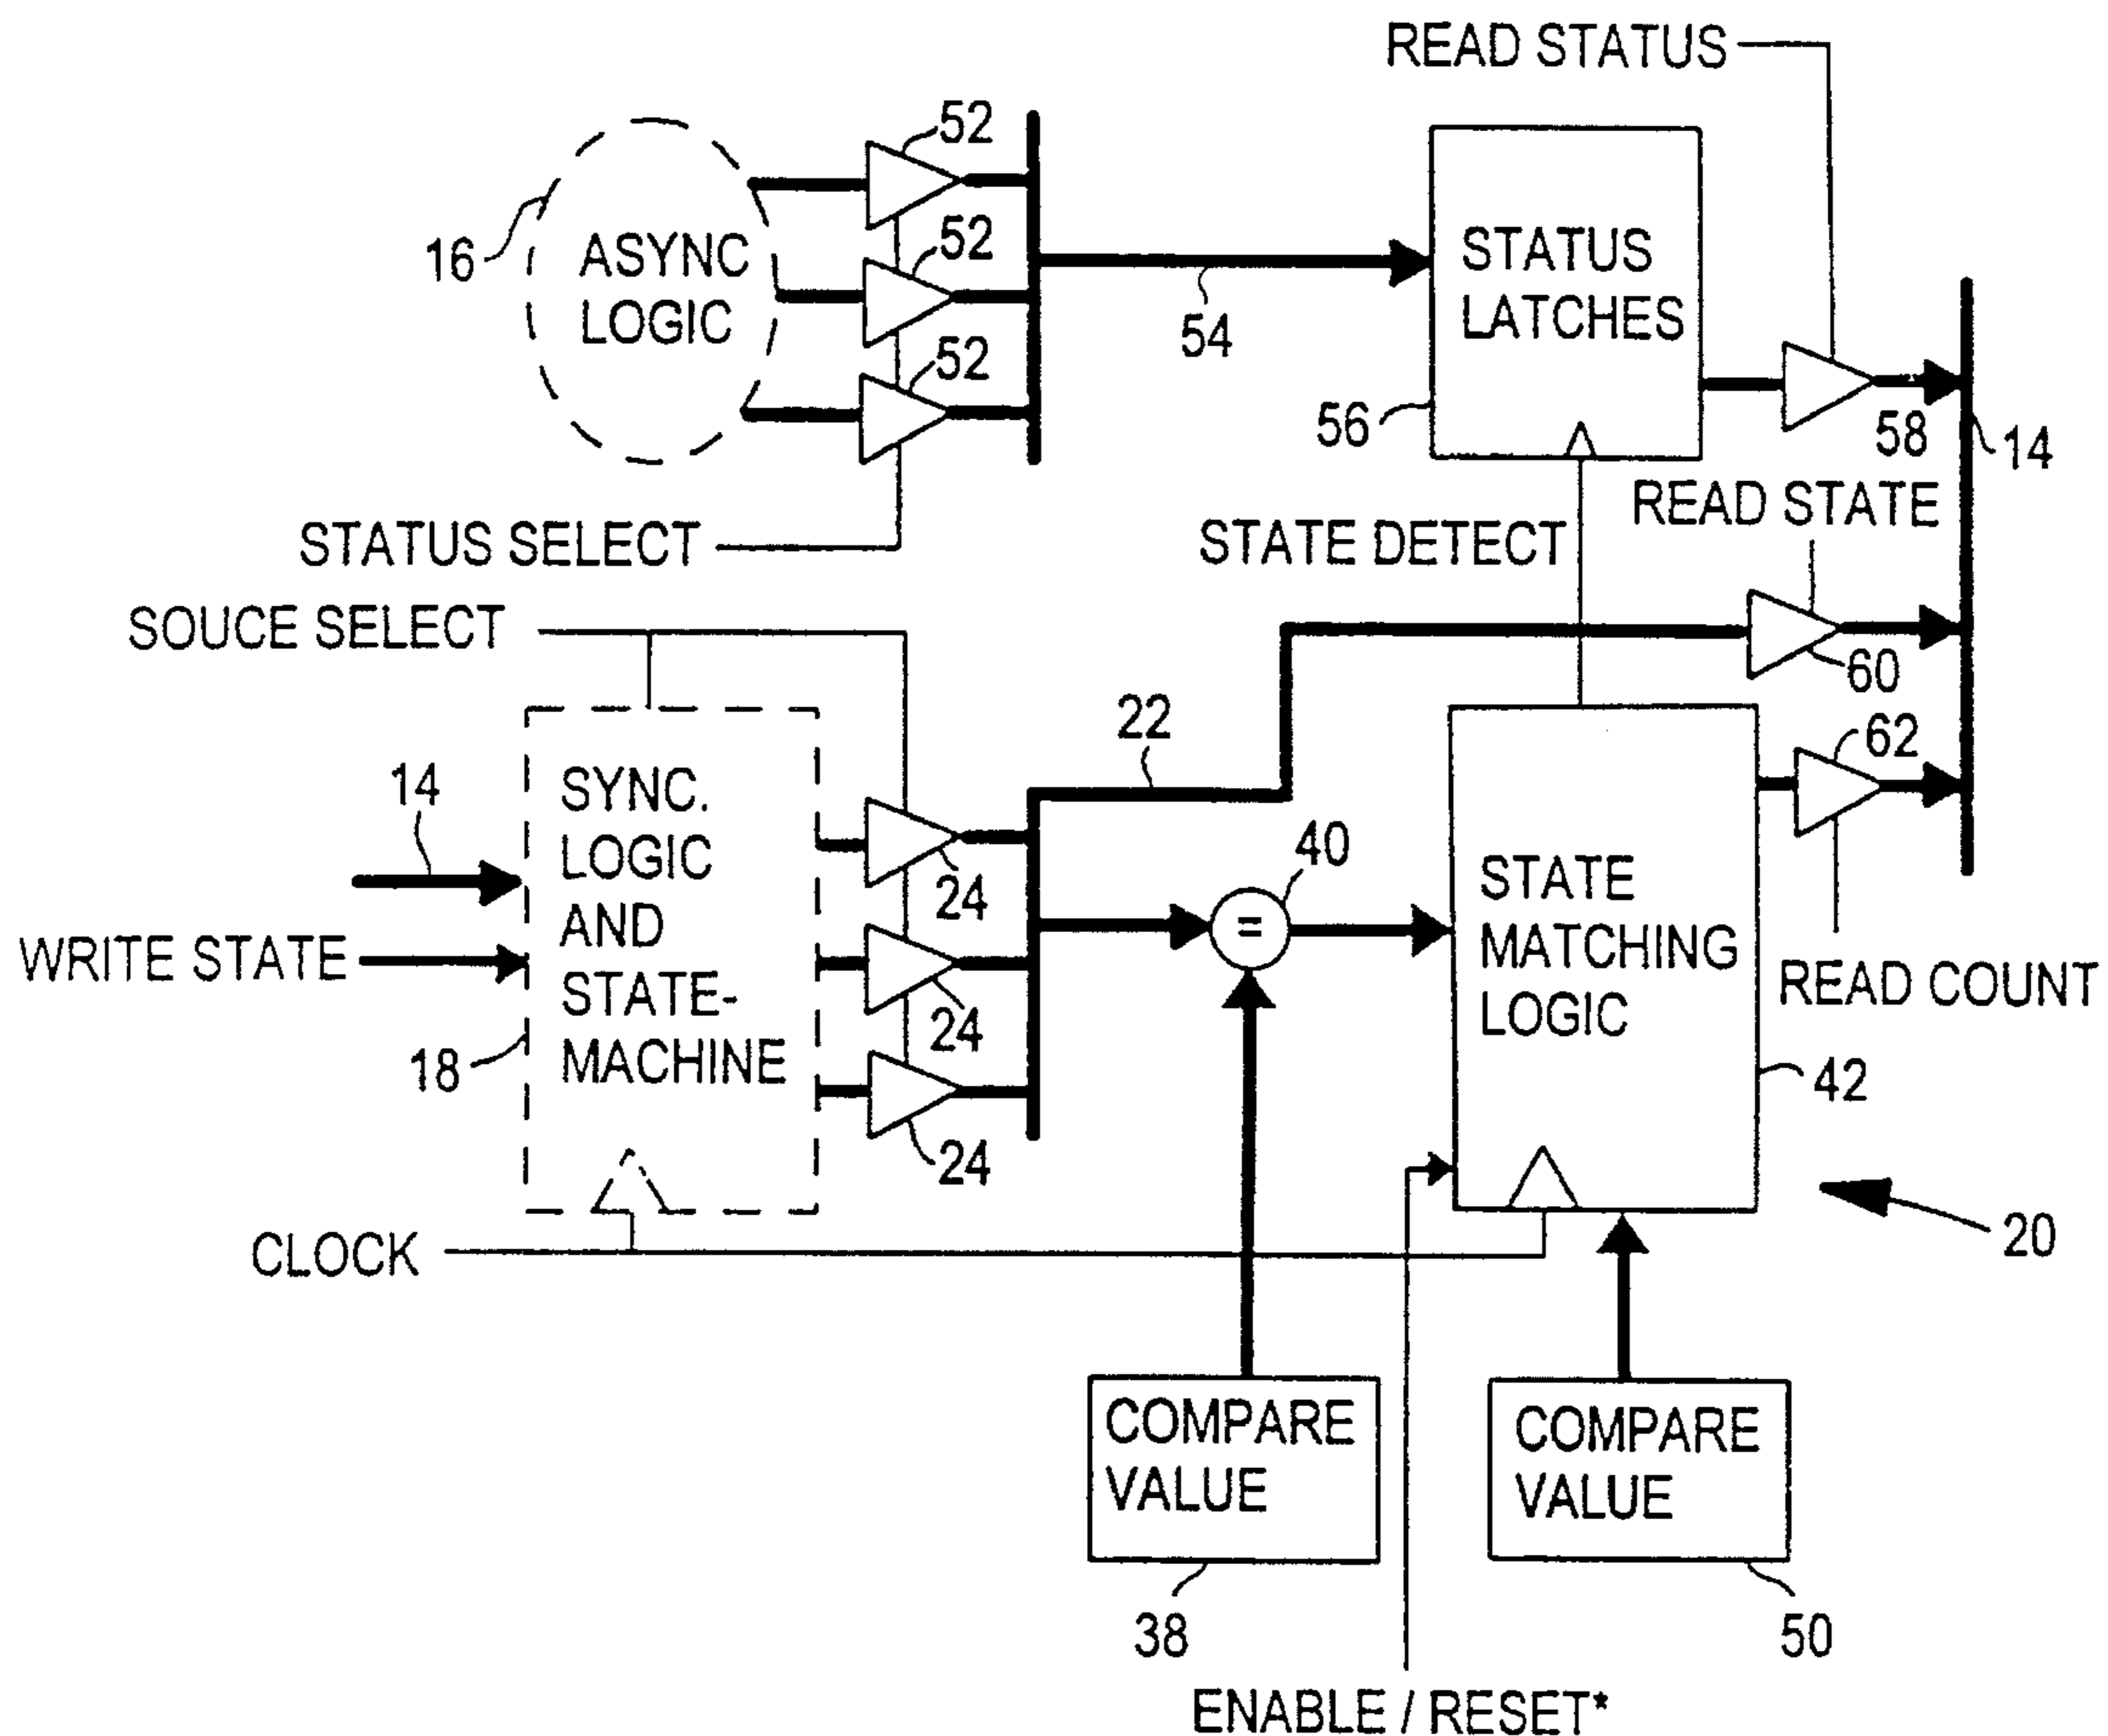 READ STATUS
52
16
ASYNC
LOGIC
52
52
54
STATUS
LATCHES
56
58
14
STATUS SELECT
STATE DETECT
READ STATE
SOUCE SELECT
60
22
62
14
SYNC.
LOGIC
AND
STATE-
MACHINE
24
24
24
40
STATE
MATCHING
LOGIC
WRITE STATE
READ COUNT
18
42
20
CLOCK
COMPARE
VALUE
COMPARE
VALUE
38
50
ENABLE / RESET*